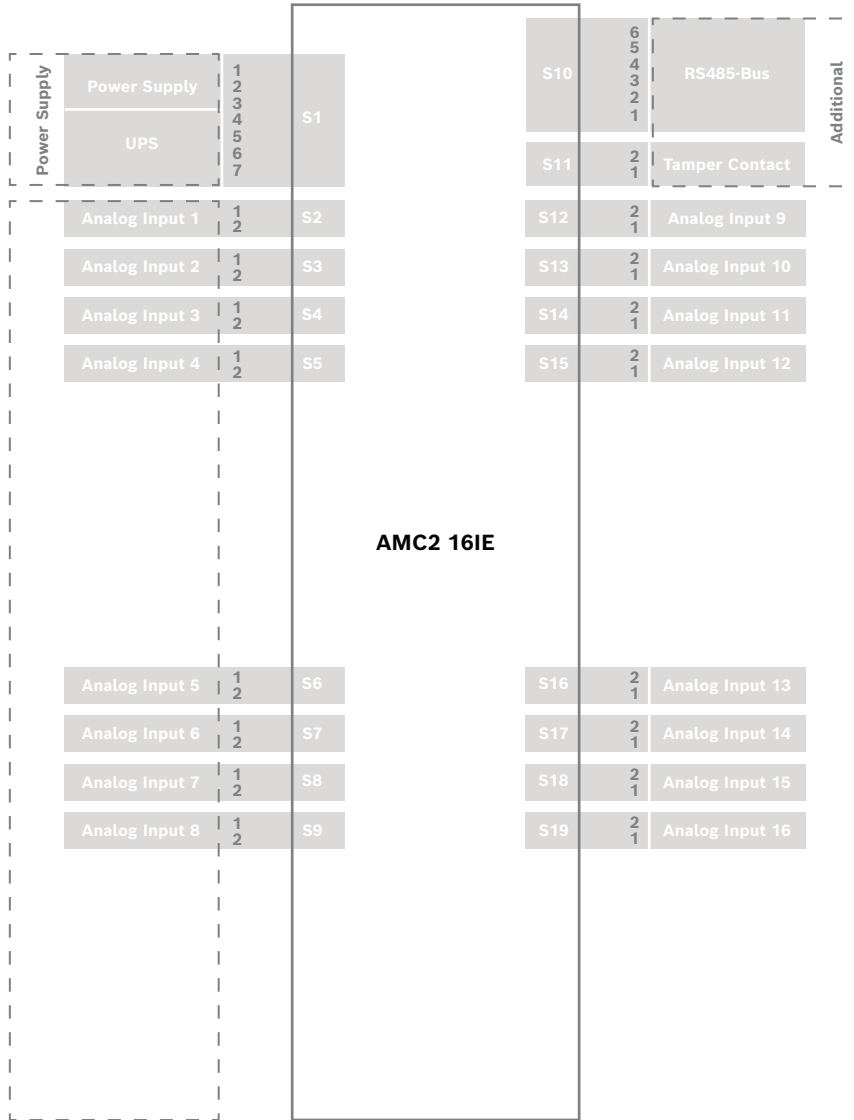 Power Supply
Power Supply
UPS
1
2
3
4
5
6
7
S1
Analog Input 1 1 2 S2
Analog Input 2 1 2 S3
Analog Input 3 1 2 S4
Analog Input 4 1 2 S5
Analog Input 5 1 2 S6
Analog Input 6 1 2 S7
Analog Input 7 1 2 S8
Analog Input 8 1 2 S9
AMC2 16IE
S10
6
5
4
3
2
1
RS485-Bus
Additional
S11 2 1 Tamper Contact
S12 2 1 Analog Input 9
S13 2 1 Analog Input 10
S14 2 1 Analog Input 11
S15 2 1 Analog Input 12
S16 2 1 Analog Input 13
S17 2 1 Analog Input 14
S18 2 1 Analog Input 15
S19 2 1 Analog Input 16